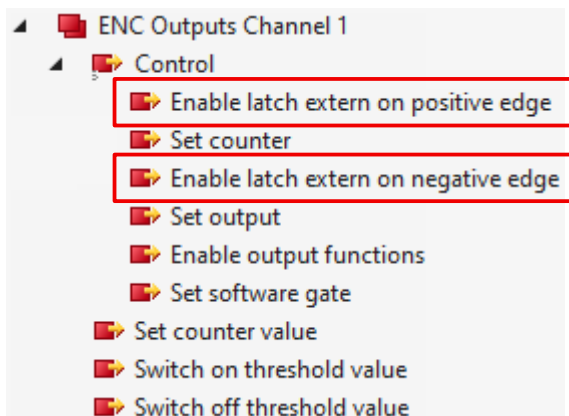 ENC Outputs Channel 1
Control
Enable latch extern on positive edge
Set counter
Enable latch extern on negative edge
Set output
Enable output functions
Set software gate
Set counter value
Switch on threshold value
Switch off threshold value